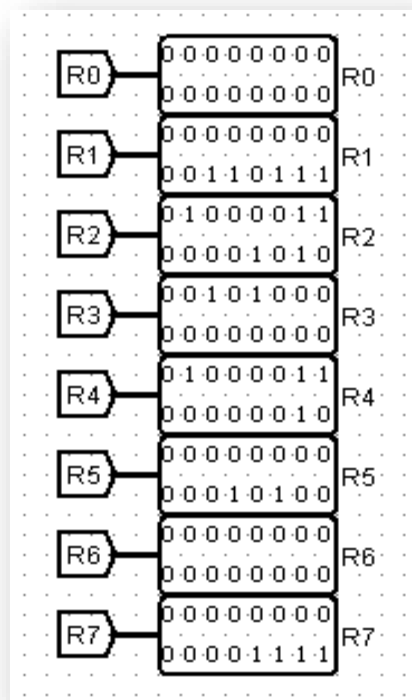 0 0 0 0 0 0 0 0
R0 0 0 0 0 0 0 0 0 R0
0 0 0 0 0 0 0 0
R1 0 0 1 1 0 1 1 1 R1
0 1 0 0 0 0 1 1
R2 0 0 0 0 1 0 1 0 R2
0 0 1 0 1 0 0 0
R3 0 0 0 0 0 0 0 0 R3
0 1 0 0 0 0 1 1
R4 0 0 0 0 0 0 1 0 R4
0 0 0 0 0 0 0 0
R5 0 0 0 1 0 1 0 0 R5
0 0 0 0 0 0 0 0
R6 0 0 0 0 0 0 0 0 R6
0 0 0 0 0 0 0 0
R7 0 0 0 0 1 1 1 1 R7